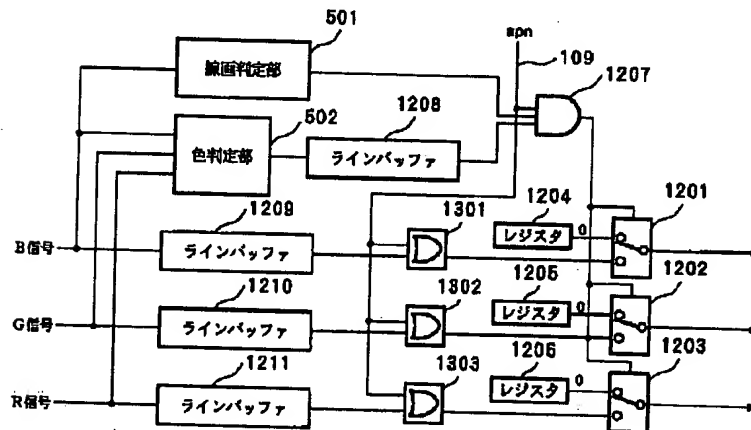 501
spn
線画判定部
109
1207
502
1208
色判定部
ラインバッファ
1209
1301
1204
1201
B信号
ラインバッファ
レジスタ
0
1210
1302
1205
1202
G信号
ラインバッファ
レジスタ
0
1211
1303
1206
1203
R信号
ラインバッファ
レジスタ
0